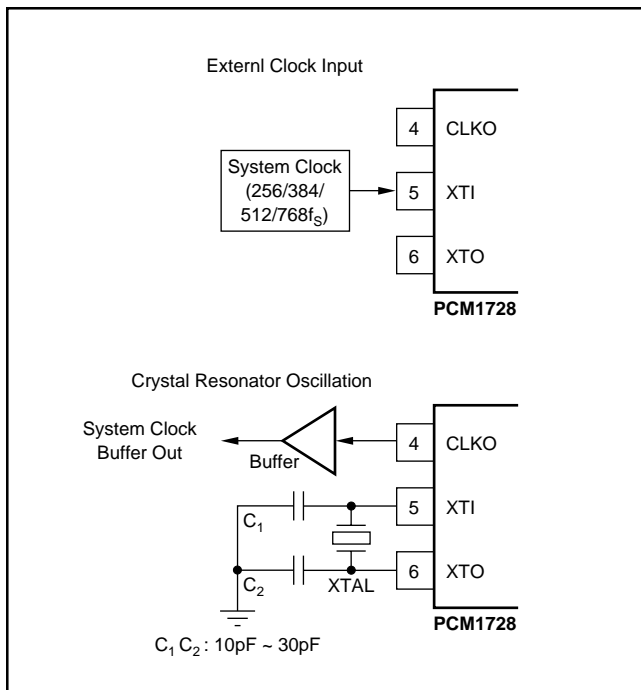 Externl Clock Input
4 CLKO
System Clock
(256/384/
512/768fS)
5 XTI
6 XTO
PCM1728
Crystal Resonator Oscillation
System Clock
Buffer Out
Buffer
4 CLKO
C1
5 XTI
C2
XTAL
6 XTO
C1 C2 : 10pF ~ 30pF
PCM1728